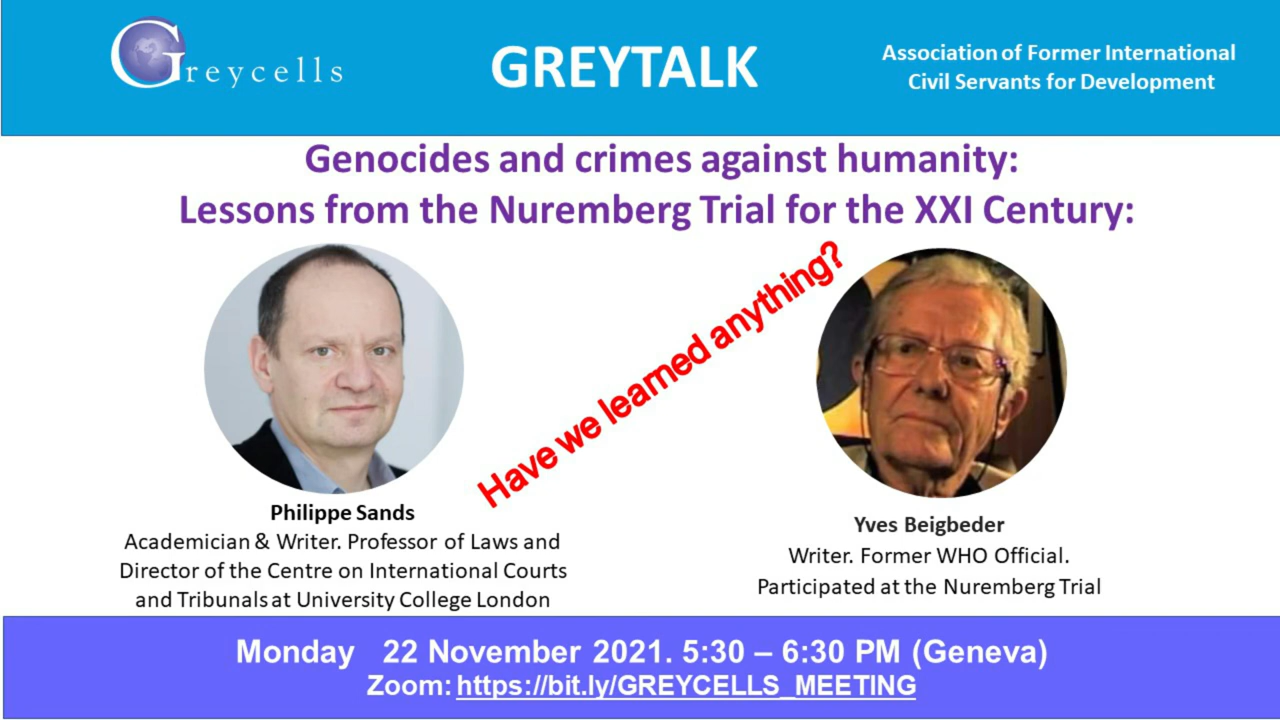 Greycells
GREYTALK
Association of Former International
Civil Servants for Development
Genocides and crimes against humanity:
Lessons from the Nuremberg Trial for the XXI Century:
Have we learned anything?
Philippe Sands
Academician & Writer. Professor of Laws and
Director of the Centre on International Courts
and Tribunals at University College London
Yves Beigbeder
Writer. Former WHO Official.
Participated at the Nuremberg Trial
Monday 22 November 2021. 5:30 – 6:30 PM (Geneva)
Zoom: https://bit.ly/GREYCELLS_MEETING